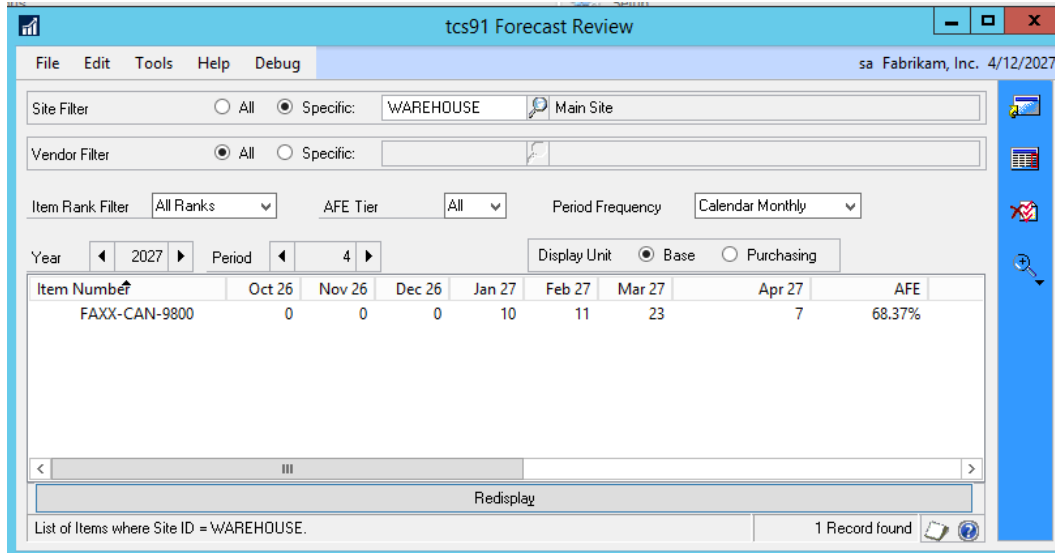 tcs91 Forecast Review
File Edit Tools Help Debug sa Fabrikam, Inc. 4/12/2027
Site Filter All Specific: WAREHOUSE Main Site
Vendor Filter All Specific:
Item Rank Filter All Ranks AFE Tier All Period Frequency Calendar Monthly
Year 2027 Period 4 Display Unit Base Purchasing
Item Number Oct 26 Nov 26 Dec 26 Jan 27 Feb 27 Mar 27 Apr 27 AFE
FAXX-CAN-9800 0 0 0 10 11 23 7 68.37%
Redisplay
List of Items where Site ID = WAREHOUSE. 1 Record found